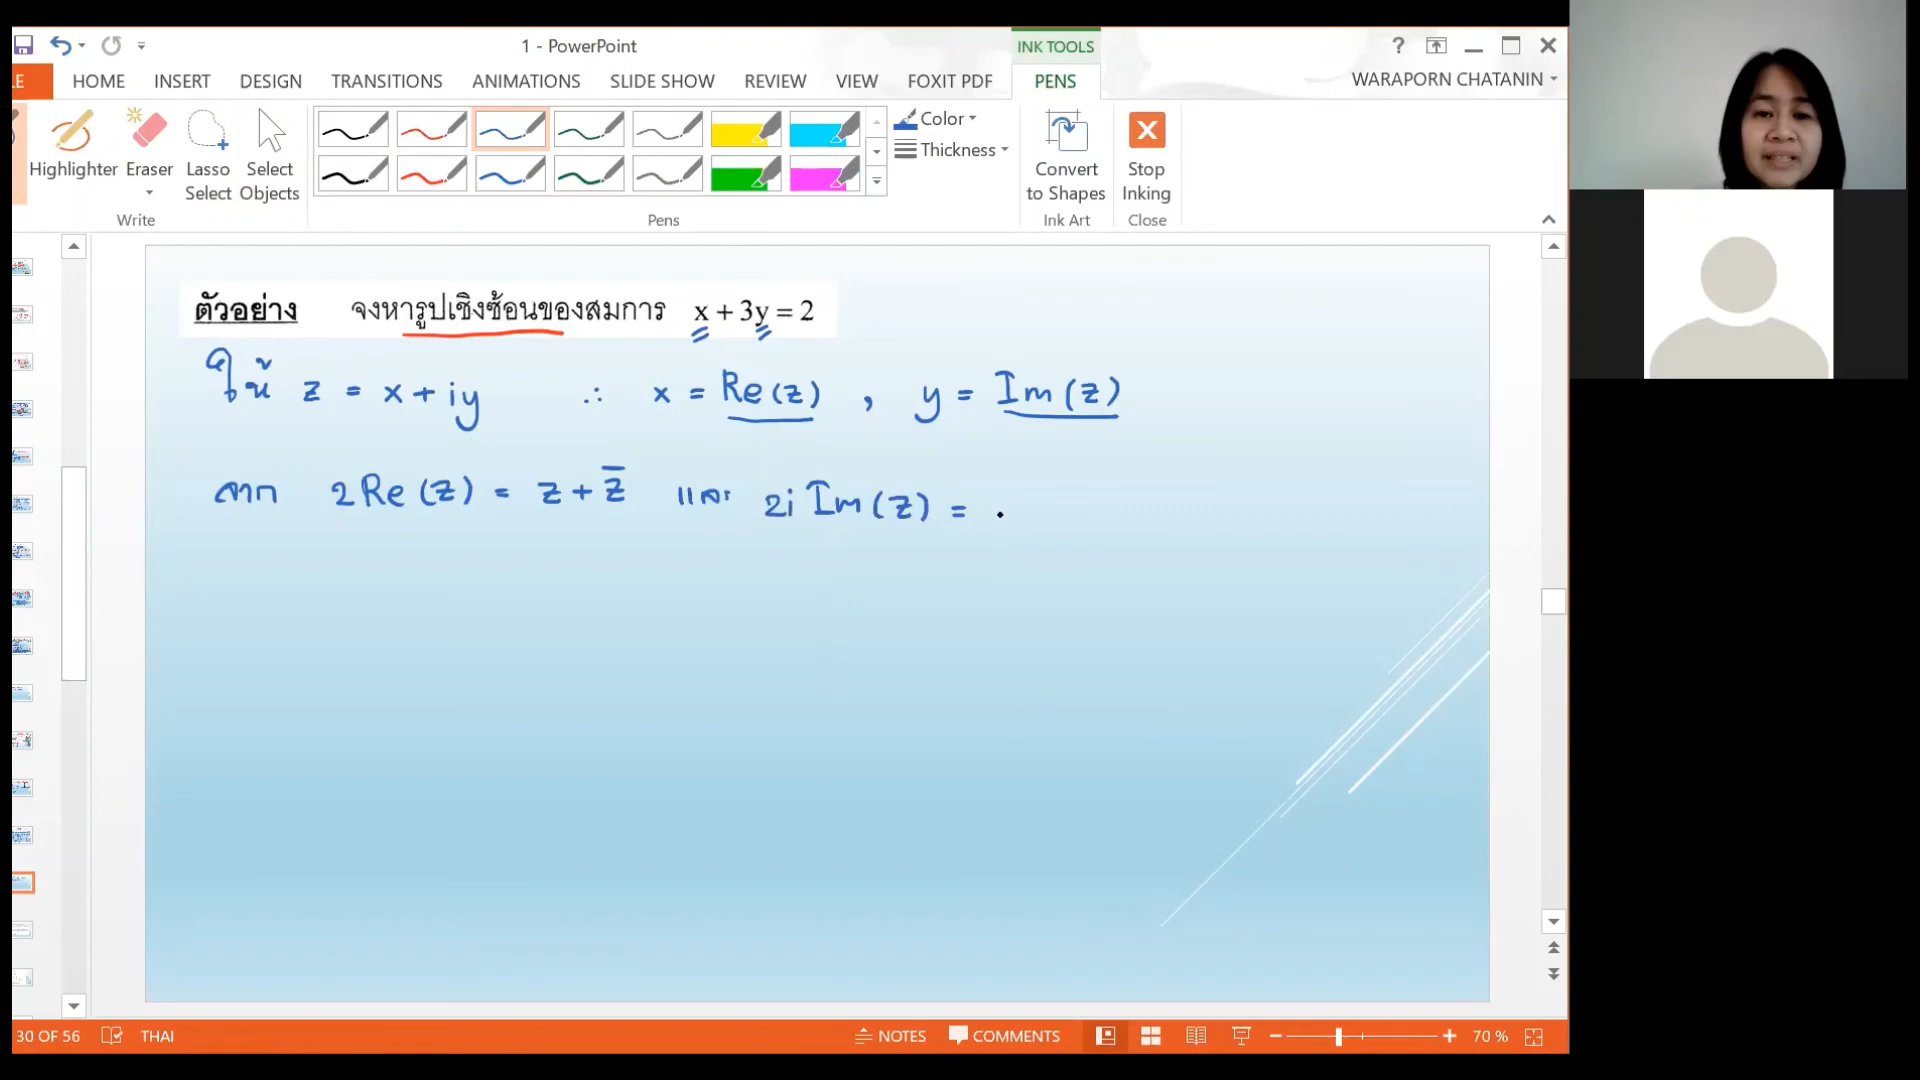 1 - PowerPoint
INK TOOLS
HOME INSERT DESIGN TRANSITIONS ANIMATIONS SLIDE SHOW REVIEW VIEW FOXIT PDF PENS
WARAPORN CHATANIN
Highlighter
Eraser
Lasso Select
Select Objects
Color
Thickness
Convert to Shapes
Stop Inking
Write
Pens
Ink Art
Close
ตัวอย่าง จงหารูปเชิงซ้อนของสมการ x + 3y = 2
ให้ z = x + iy ∴ x = Re(z) , y = Im(z)
จาก 2Re(z) = z + z̅ และ 2i Im(z) =
30 OF 56 THAI NOTES COMMENTS 70 %